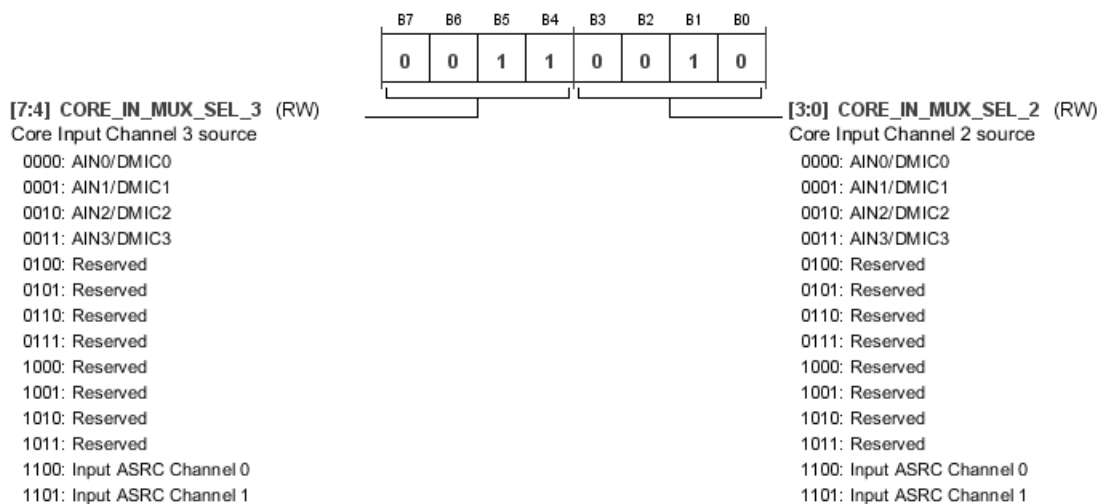 B7 B6 B5 B4 B3 B2 B1 B0
0 0 1 1 0 0 1 0
[7:4] CORE_IN_MUX_SEL_3 (RW)
Core Input Channel 3 source
0000: AIN0/DMIC0
0001: AIN1/DMIC1
0010: AIN2/DMIC2
0011: AIN3/DMIC3
0100: Reserved
0101: Reserved
0110: Reserved
0111: Reserved
1000: Reserved
1001: Reserved
1010: Reserved
1011: Reserved
1100: Input ASRC Channel 0
1101: Input ASRC Channel 1
[3:0] CORE_IN_MUX_SEL_2 (RW)
Core Input Channel 2 source
0000: AIN0/DMIC0
0001: AIN1/DMIC1
0010: AIN2/DMIC2
0011: AIN3/DMIC3
0100: Reserved
0101: Reserved
0110: Reserved
0111: Reserved
1000: Reserved
1001: Reserved
1010: Reserved
1011: Reserved
1100: Input ASRC Channel 0
1101: Input ASRC Channel 1